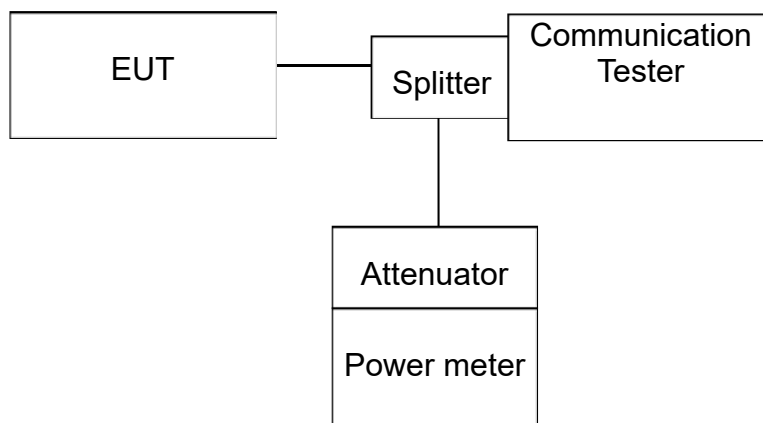 EUT
Splitter
Communication
Tester
Attenuator
Power meter